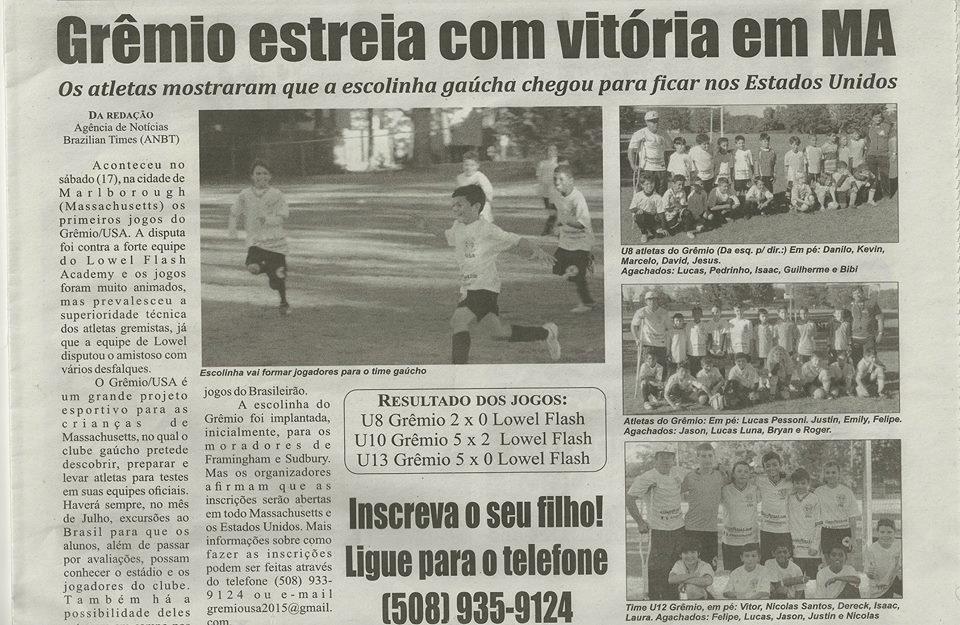 Grêmio estreia com vitória em MA
Os atletas mostraram que a escolinha gaúcha chegou para ficar nos Estados Unidos
DA REDAÇÃO
Agência de Notícias
Brazilian Times (ANBT)
Aconteceu no
sábado (17), na cidade de
Marlborough
(Massachusetts) os
primeiros jogos do
Grêmio/USA. A disputa
foi contra a forte equipe
do Lowel Flash
Academy e os jogos
foram muito animados,
mas prevalesceu a
superioridade técnica
dos atletas gremistas, já
que a equipe de Lowel
disputou o amistoso com
vários desfalques.
O Grêmio/USA é
um grande projeto
esportivo para as
crianças de
Massachusetts, no qual o
clube gaúcho pretede
descobrir, preparar e
levar atletas para testes
em suas equipes oficiais.
Haverá sempre, no mês
de Julho, excursões ao
Brasil para que os
alunos, além de passar
por avaliações, possam
conhecer o estádio e os
jogadores do clube.
Também há a
possibilidade deles
Escolinha vai formar jogadores para o time gaúcho
jogos do Brasileirão.
A escolinha do
Grêmio foi implantada,
inicialmente, para os
moradores de
Framingham e Sudbury.
Mas os organizadores
afirmam que as
inscrições serão abertas
em todo Massachusetts e
os Estados Unidos. Mais
informações sobre como
fazer as inscrições
podem ser feitas através
do telefone (508) 933-
9124 ou e-mail
gremiousa2015@gmail.
com
RESULTADO DOS JOGOS:
U8 Grêmio 2 x 0 Lowel Flash
U10 Grêmio 5 x 2 Lowel Flash
U13 Grêmio 5 x 0 Lowel Flash
Inscreva o seu filho!
Ligue para o telefone
(508) 935-9124
U8 atletas do Grêmio (Da esq. p/ dir.:) Em pé: Danilo, Kevin,
Marcelo, David, Jesus.
Agachados: Lucas, Pedrinho, Isaac, Guilherme e Bibi
Atletas do Grêmio: Em pé: Lucas Pessoni. Justin, Emily, Felipe.
Agachados: Jason, Lucas Luna, Bryan e Roger.
Time U12 Grêmio, em pé: Vitor, Nicolas Santos, Dereck, Isaac,
Laura. Agachados: Felipe, Lucas, Jason, Justin e Nicolas